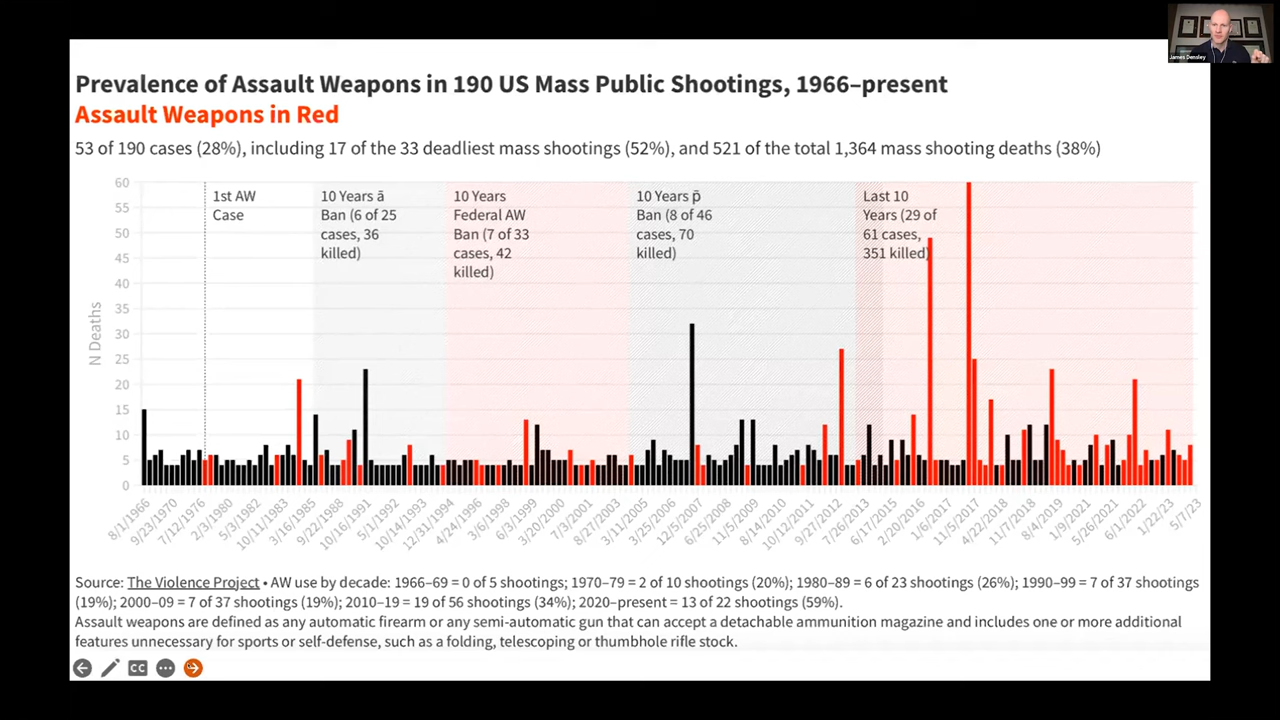 James Densley
Prevalence of Assault Weapons in 190 US Mass Public Shootings, 1966–present
Assault Weapons in Red
53 of 190 cases (28%), including 17 of the 33 deadliest mass shootings (52%), and 521 of the total 1,364 mass shooting deaths (38%)
1st AW
Case
10 Years ā
Ban (6 of 25
cases, 36
killed)
10 Years
Federal AW
Ban (7 of 33
cases, 42
killed)
10 Years p̄
Ban (8 of 46
cases, 70
killed)
Last 10
Years (29 of
61 cases,
351 killed)
N Deaths
60
55
50
45
40
35
30
25
20
15
10
5
0
8/1/1966
9/23/1970
7/12/1976
2/3/1980
5/3/1982
10/11/1983
3/16/1985
9/22/1988
10/16/1991
5/1/1992
10/14/1993
12/31/1994
4/24/1996
3/6/1998
6/3/1999
3/20/2000
7/3/2001
8/27/2003
3/11/2005
3/25/2006
12/5/2007
6/25/2008
11/5/2009
8/14/2010
10/12/2011
9/27/2012
7/26/2013
6/17/2015
2/20/2016
1/6/2017
11/5/2017
4/22/2018
11/7/2018
8/4/2019
1/9/2021
5/26/2021
6/1/2022
1/22/23
5/7/23
Source: The Violence Project • AW use by decade: 1966–69 = 0 of 5 shootings; 1970–79 = 2 of 10 shootings (20%); 1980–89 = 6 of 23 shootings (26%); 1990–99 = 7 of 37 shootings
(19%); 2000–09 = 7 of 37 shootings (19%); 2010–19 = 19 of 56 shootings (34%); 2020–present = 13 of 22 shootings (59%).
Assault weapons are defined as any automatic firearm or any semi-automatic gun that can accept a detachable ammunition magazine and includes one or more additional
features unnecessary for sports or self-defense, such as a folding, telescoping or thumbhole rifle stock.
CC